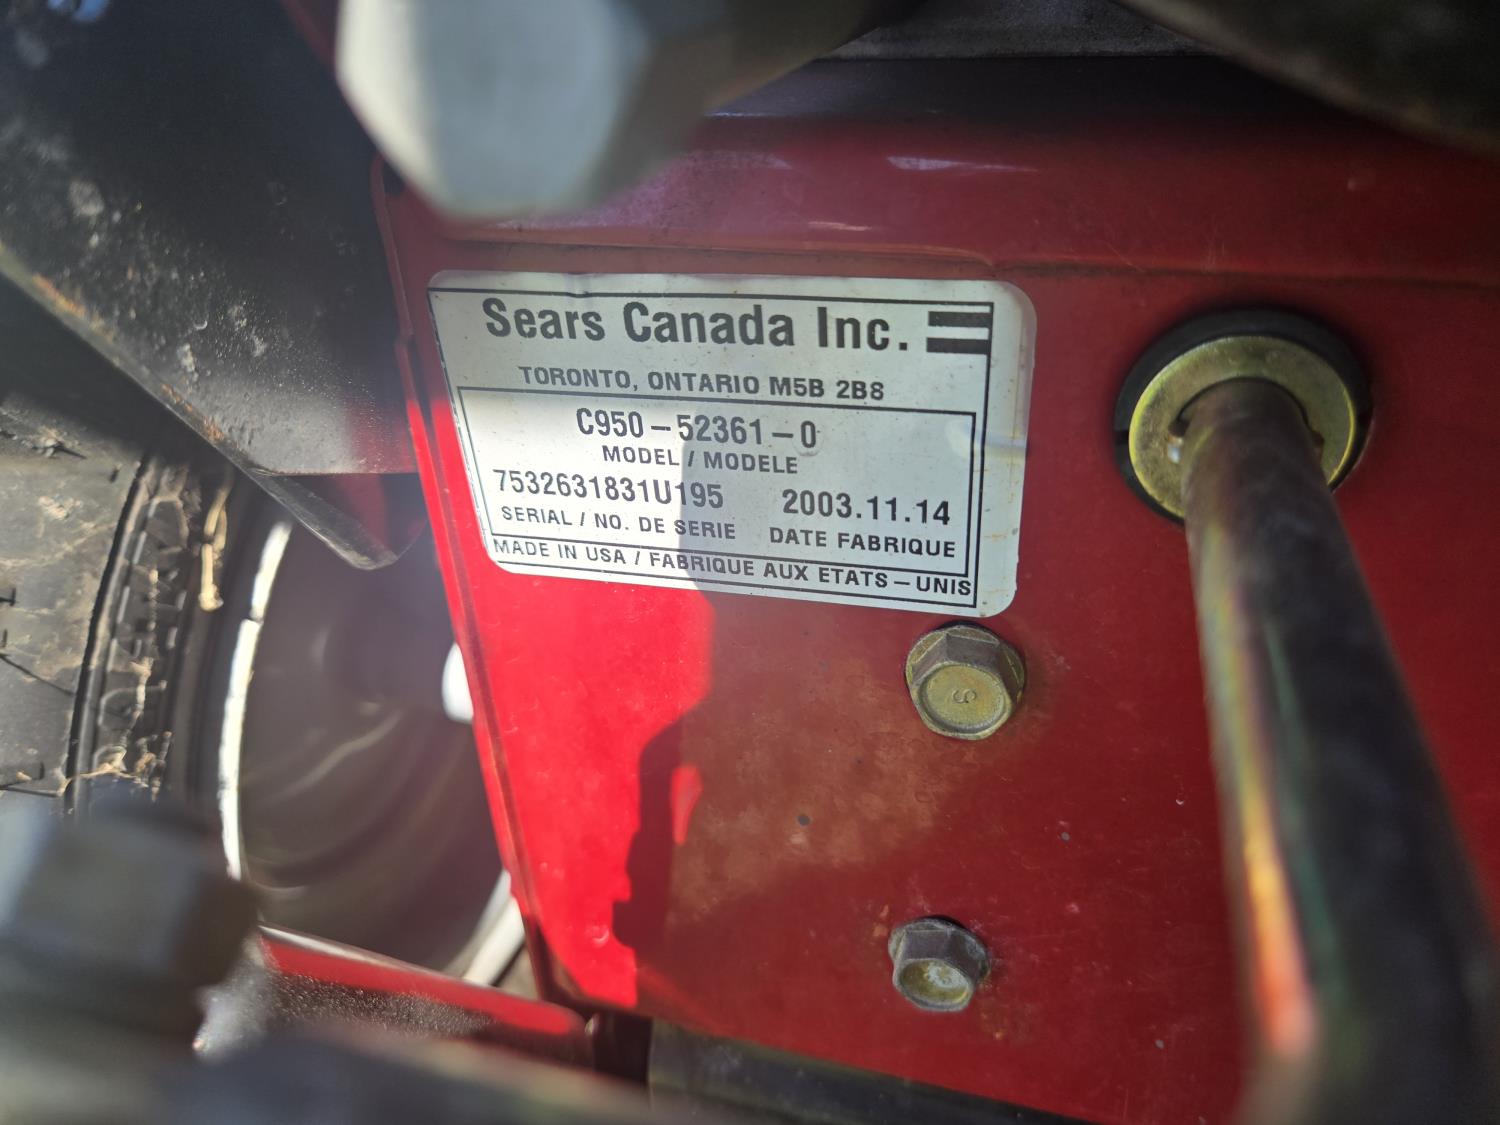 Sears Canada Inc.
TORONTO, ONTARIO M5B 2B8
C950-52361-0
MODEL / MODELE
7532631831U195 2003.11.14
SERIAL / NO. DE SERIE DATE FABRIQUE
MADE IN USA / FABRIQUE AUX ETATS-UNIS